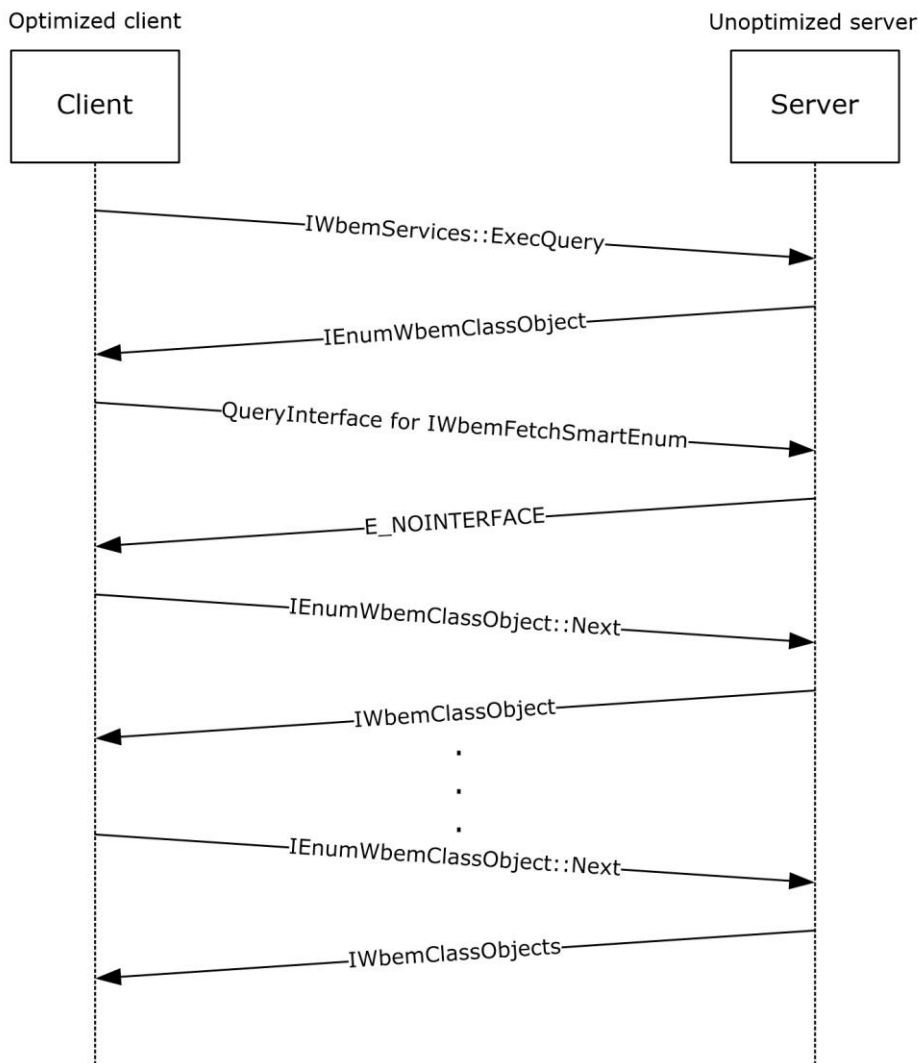 Optimized client
Unoptimized server
Client
Server
IWbemServices::ExecQuery
IEnumWbemClassObject
QueryInterface for IWbemFetchSmartEnum
E_NOINTERFACE
IEnumWbemClassObject::Next
IWbemClassObject
.
.
.
IEnumWbemClassObject::Next
IWbemClassObjects